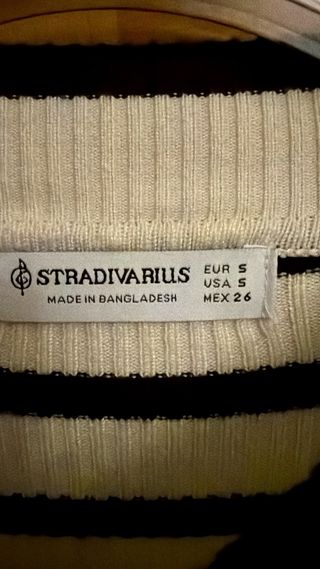 STRADIVARIUS
MADE IN BANGLADESH
EUR S
USA S
MEX 26